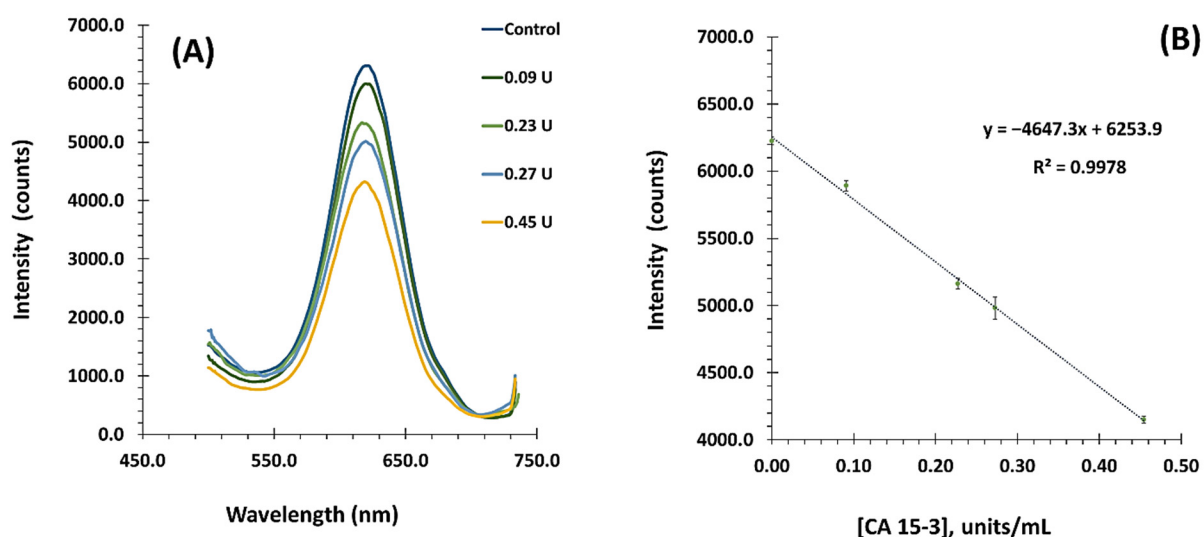 (A)
7000.0
6000.0
5000.0
4000.0
3000.0
2000.0
1000.0
0.0
Intensity (counts)
450.0 550.0 650.0 750.0
Wavelength (nm)
Control
0.09 U
0.23 U
0.27 U
0.45 U
(B)
7000.0
6500.0
6000.0
5500.0
5000.0
4500.0
4000.0
Intensity (counts)
y = −4647.3x + 6253.9
R² = 0.9978
0.00 0.10 0.20 0.30 0.40 0.50
[CA 15-3], units/mL